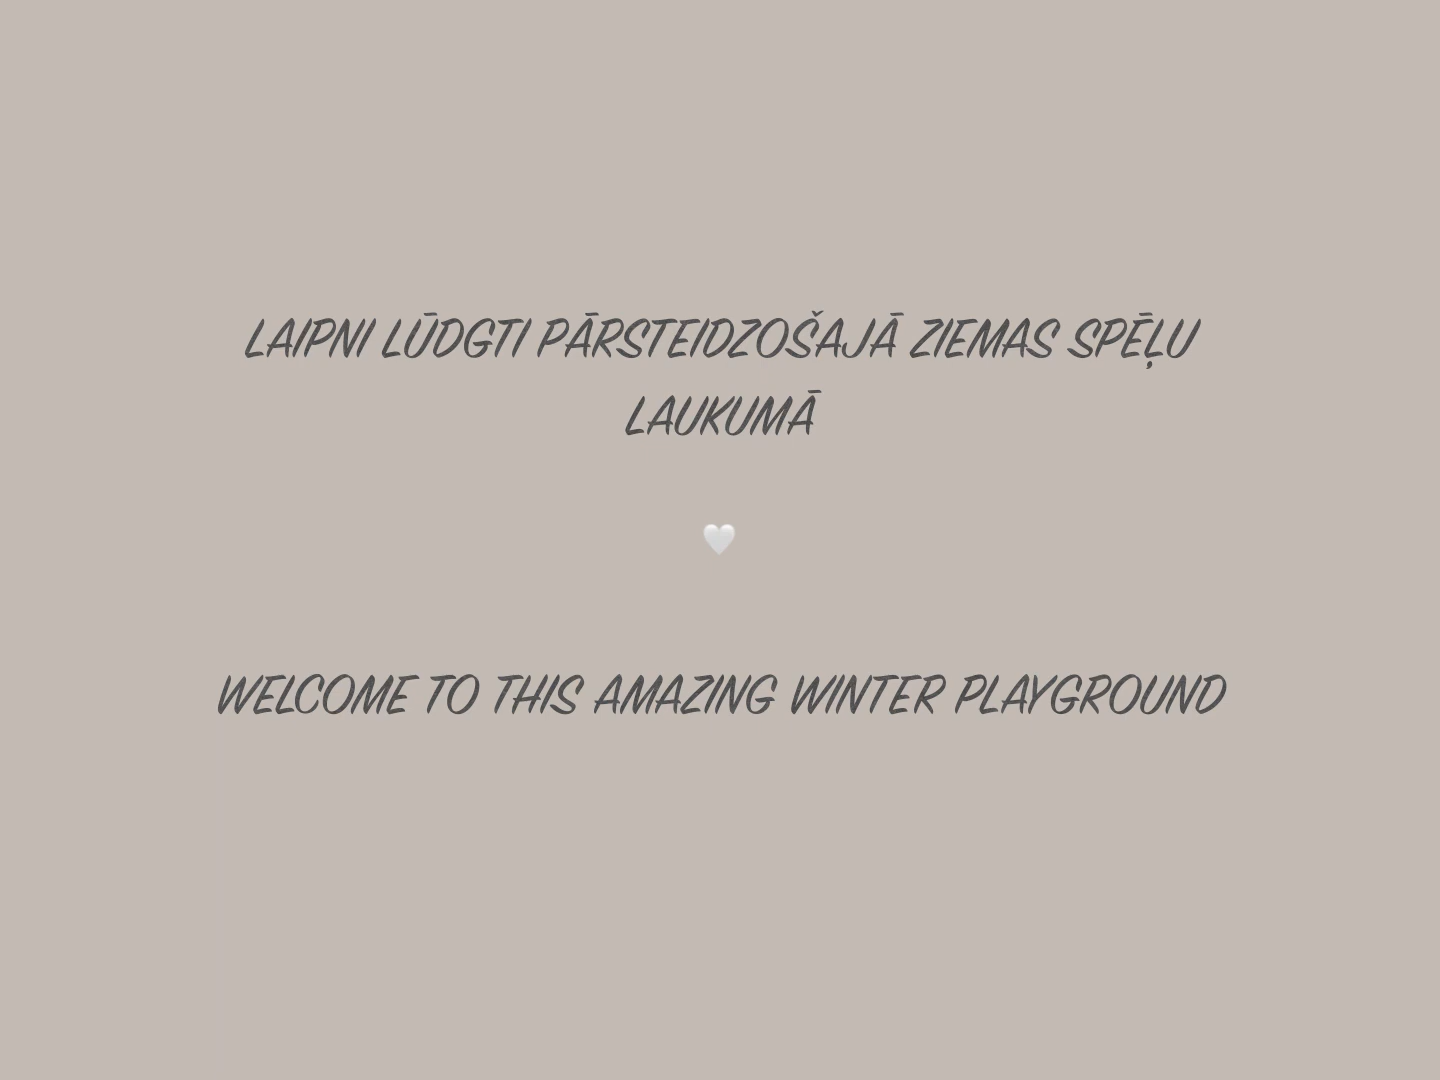 LAIPNI LŪDGTI PĀRSTEIDZOŠAJĀ ZIEMAS SPĒĻU
LAUKUMĀ
🤍
WELCOME TO THIS AMAZING WINTER PLAYGROUND